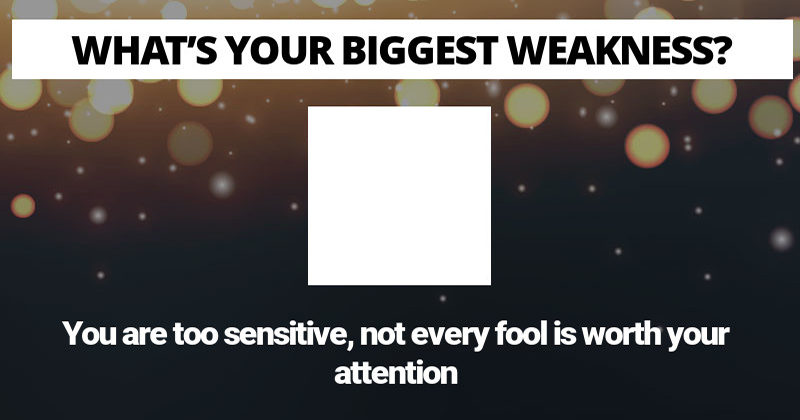 WHAT’S YOUR BIGGEST WEAKNESS?
You are too sensitive, not every fool is worth your
attention